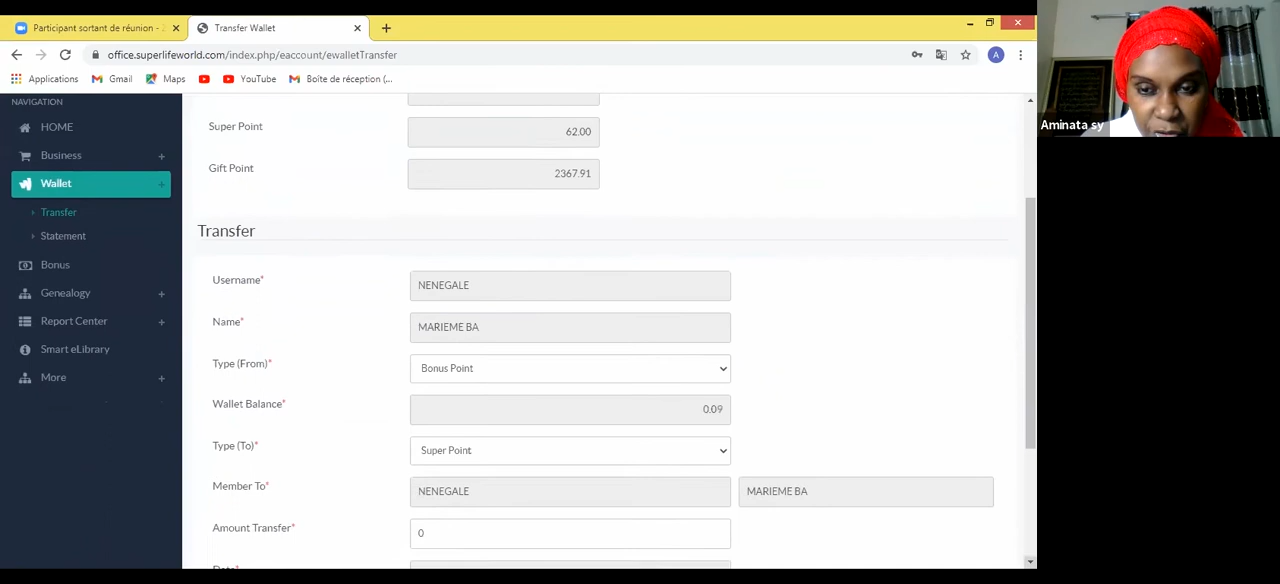 Participant sortant de réunion -
Transfer Wallet
office.superlifeworld.com/index.php/eaccount/ewalletTransfer
A
Applications
Gmail
Maps
YouTube
Boîte de réception (...
Aminata sy
NAVIGATION
HOME
Business +
Wallet +
Transfer
Statement
Bonus
Genealogy +
Report Center +
Smart eLibrary
More +
Super Point 62.00
Gift Point 2367.91
Transfer
Username* NENEGALE
Name* MARIEME BA
Type (From)* Bonus Point
Wallet Balance* 0.09
Type (To)* Super Point
Member To* NENEGALE MARIEME BA
Amount Transfer* 0